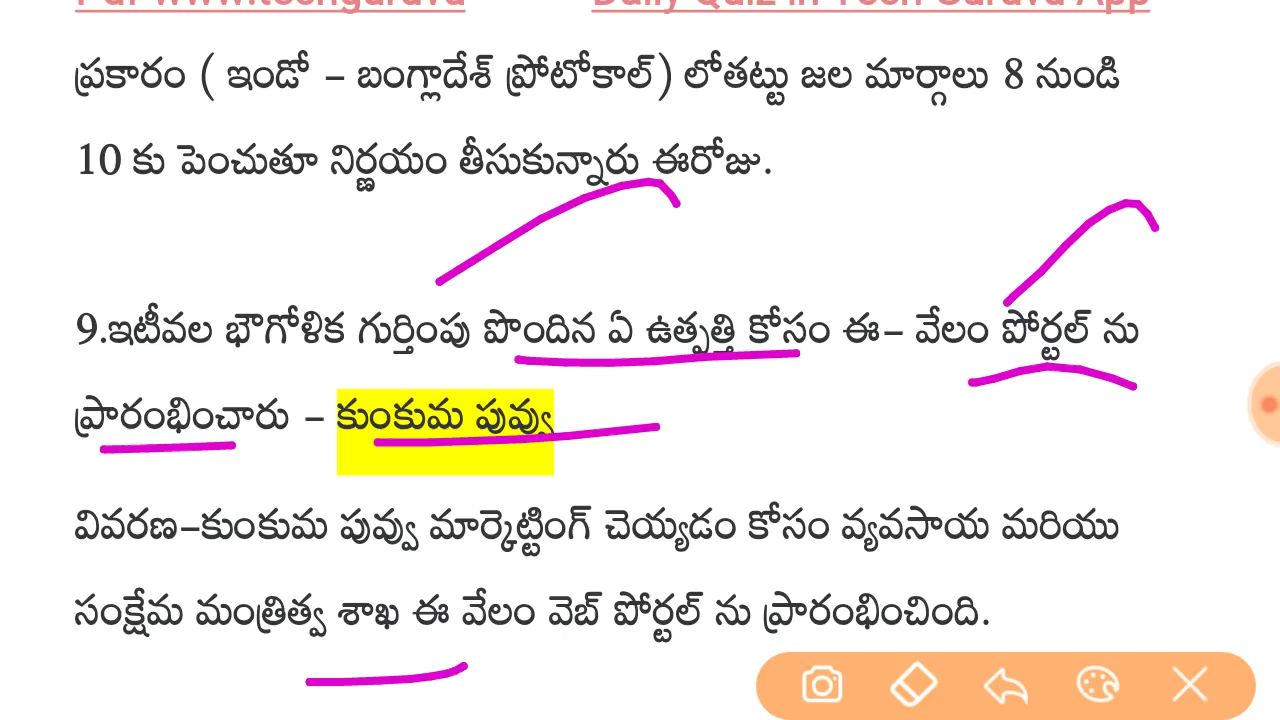 ప్రకారం ( ఇండో – బంగ్లాదేశ్ ప్రోటోకాల్) లోతట్టు జల మార్గాలు 8 నుండి
10 కు పెంచుతూ నిర్ణయం తీసుకున్నారు ఈరోజు.
9.ఇటీవల భౌగోళిక గుర్తింపు పొందిన ఏ ఉత్పత్తి కోసం ఈ– వేలం పోర్టల్ ను
ప్రారంభించారు – కుంకుమ పువ్వు
వివరణ–కుంకుమ పువ్వు మార్కెట్టింగ్ చెయ్యడం కోసం వ్యవసాయ మరియు
సంక్షేమ మంత్రిత్వ శాఖ ఈ వేలం వెబ్ పోర్టల్ ను ప్రారంభించింది.